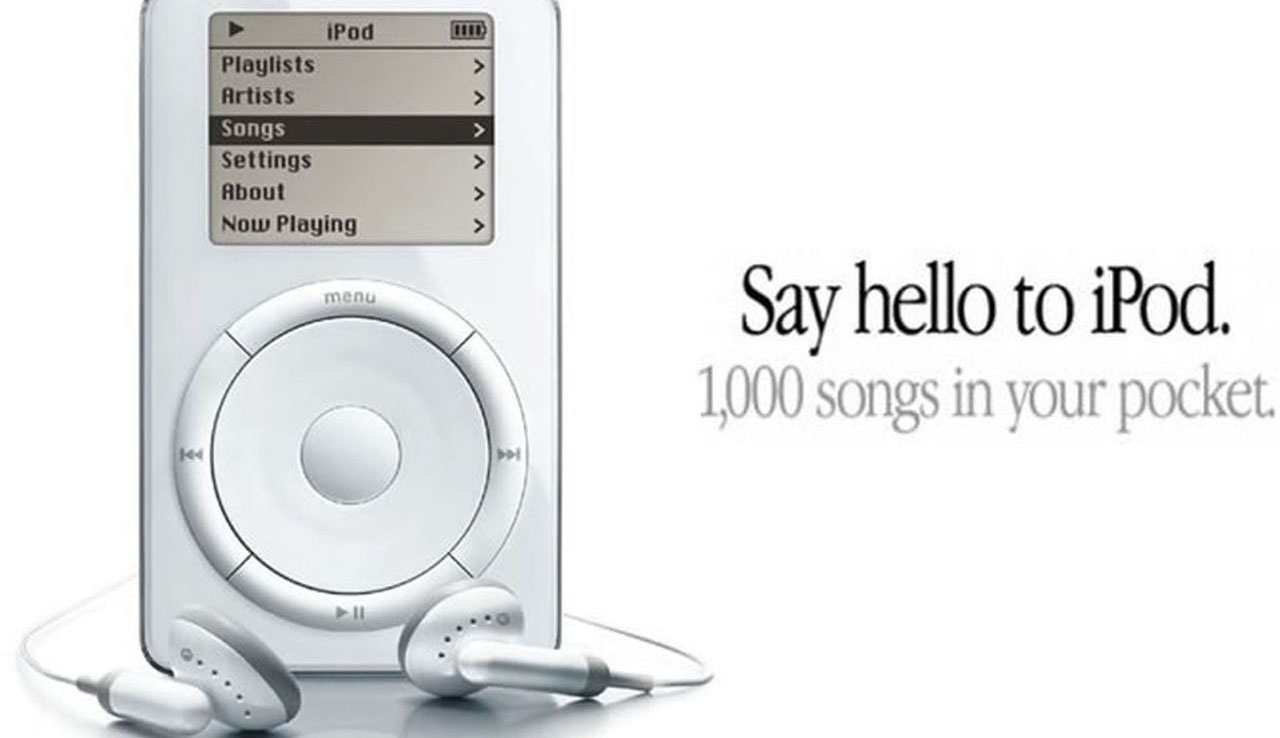 iPod
Playlists
Artists
Songs
Settings
About
Now Playing
menu
Say hello to iPod.
1,000 songs in your pocket.